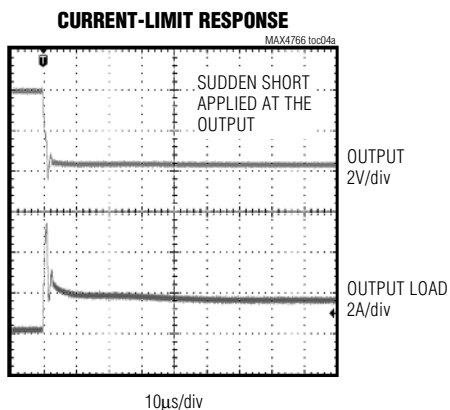 CURRENT-LIMIT RESPONSE
MAX4766 toc04a
T
SUDDEN SHORT
APPLIED AT THE
OUTPUT
OUTPUT
2V/div
OUTPUT LOAD
2A/div
10µs/div